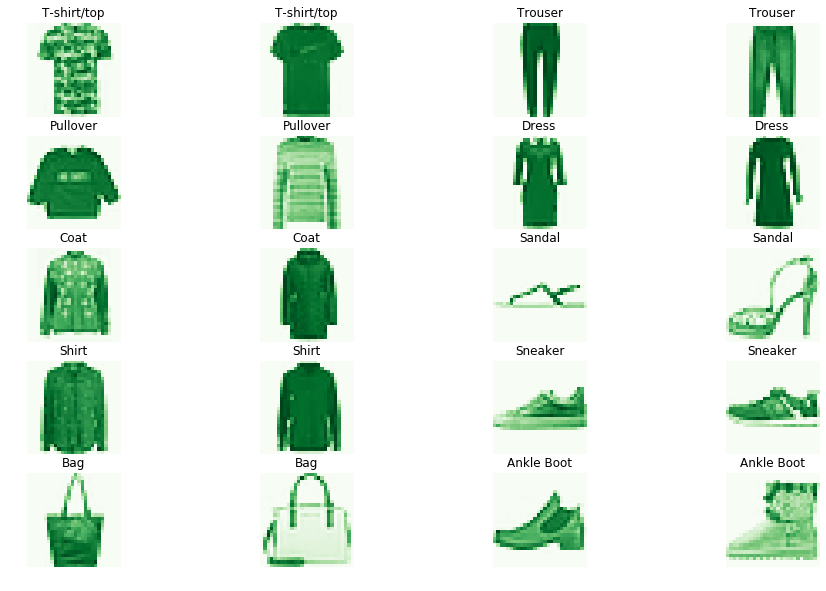 T-shirt/top T-shirt/top Trouser Trouser
Pullover Pullover Dress Dress
Coat Coat Sandal Sandal
Shirt Shirt Sneaker Sneaker
Bag Bag Ankle Boot Ankle Boot